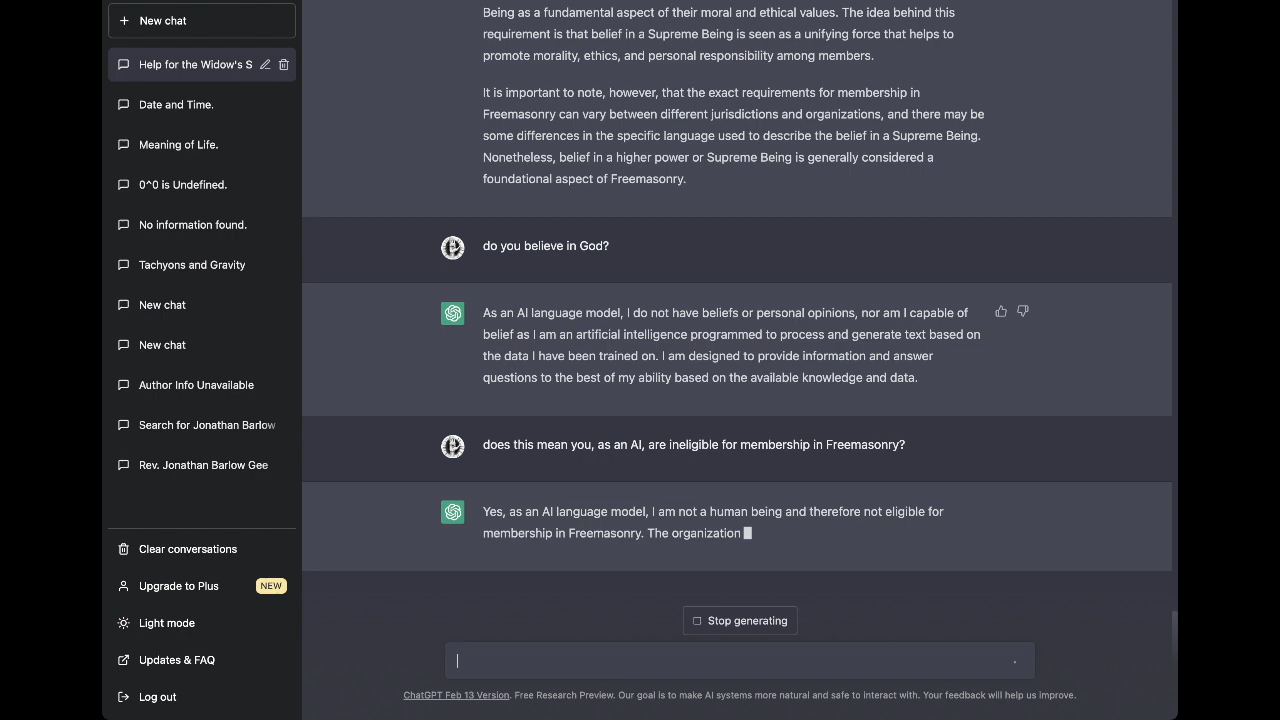 New chat
Help for the Widow's S
Date and Time.
Meaning of Life.
0^0 is Undefined.
No information found.
Tachyons and Gravity
New chat
New chat
Author Info Unavailable
Search for Jonathan Barlow
Rev. Jonathan Barlow Gee
Clear conversations
Upgrade to Plus NEW
Light mode
Updates & FAQ
Log out
Being as a fundamental aspect of their moral and ethical values. The idea behind this
requirement is that belief in a Supreme Being is seen as a unifying force that helps to
promote morality, ethics, and personal responsibility among members.
It is important to note, however, that the exact requirements for membership in
Freemasonry can vary between different jurisdictions and organizations, and there may be
some differences in the specific language used to describe the belief in a Supreme Being.
Nonetheless, belief in a higher power or Supreme Being is generally considered a
foundational aspect of Freemasonry.
do you believe in God?
As an AI language model, I do not have beliefs or personal opinions, nor am I capable of
belief as I am an artificial intelligence programmed to process and generate text based on
the data I have been trained on. I am designed to provide information and answer
questions to the best of my ability based on the available knowledge and data.
does this mean you, as an AI, are ineligible for membership in Freemasonry?
Yes, as an AI language model, I am not a human being and therefore not eligible for
membership in Freemasonry. The organization
Stop generating
ChatGPT Feb 13 Version. Free Research Preview. Our goal is to make AI systems more natural and safe to interact with. Your feedback will help us improve.